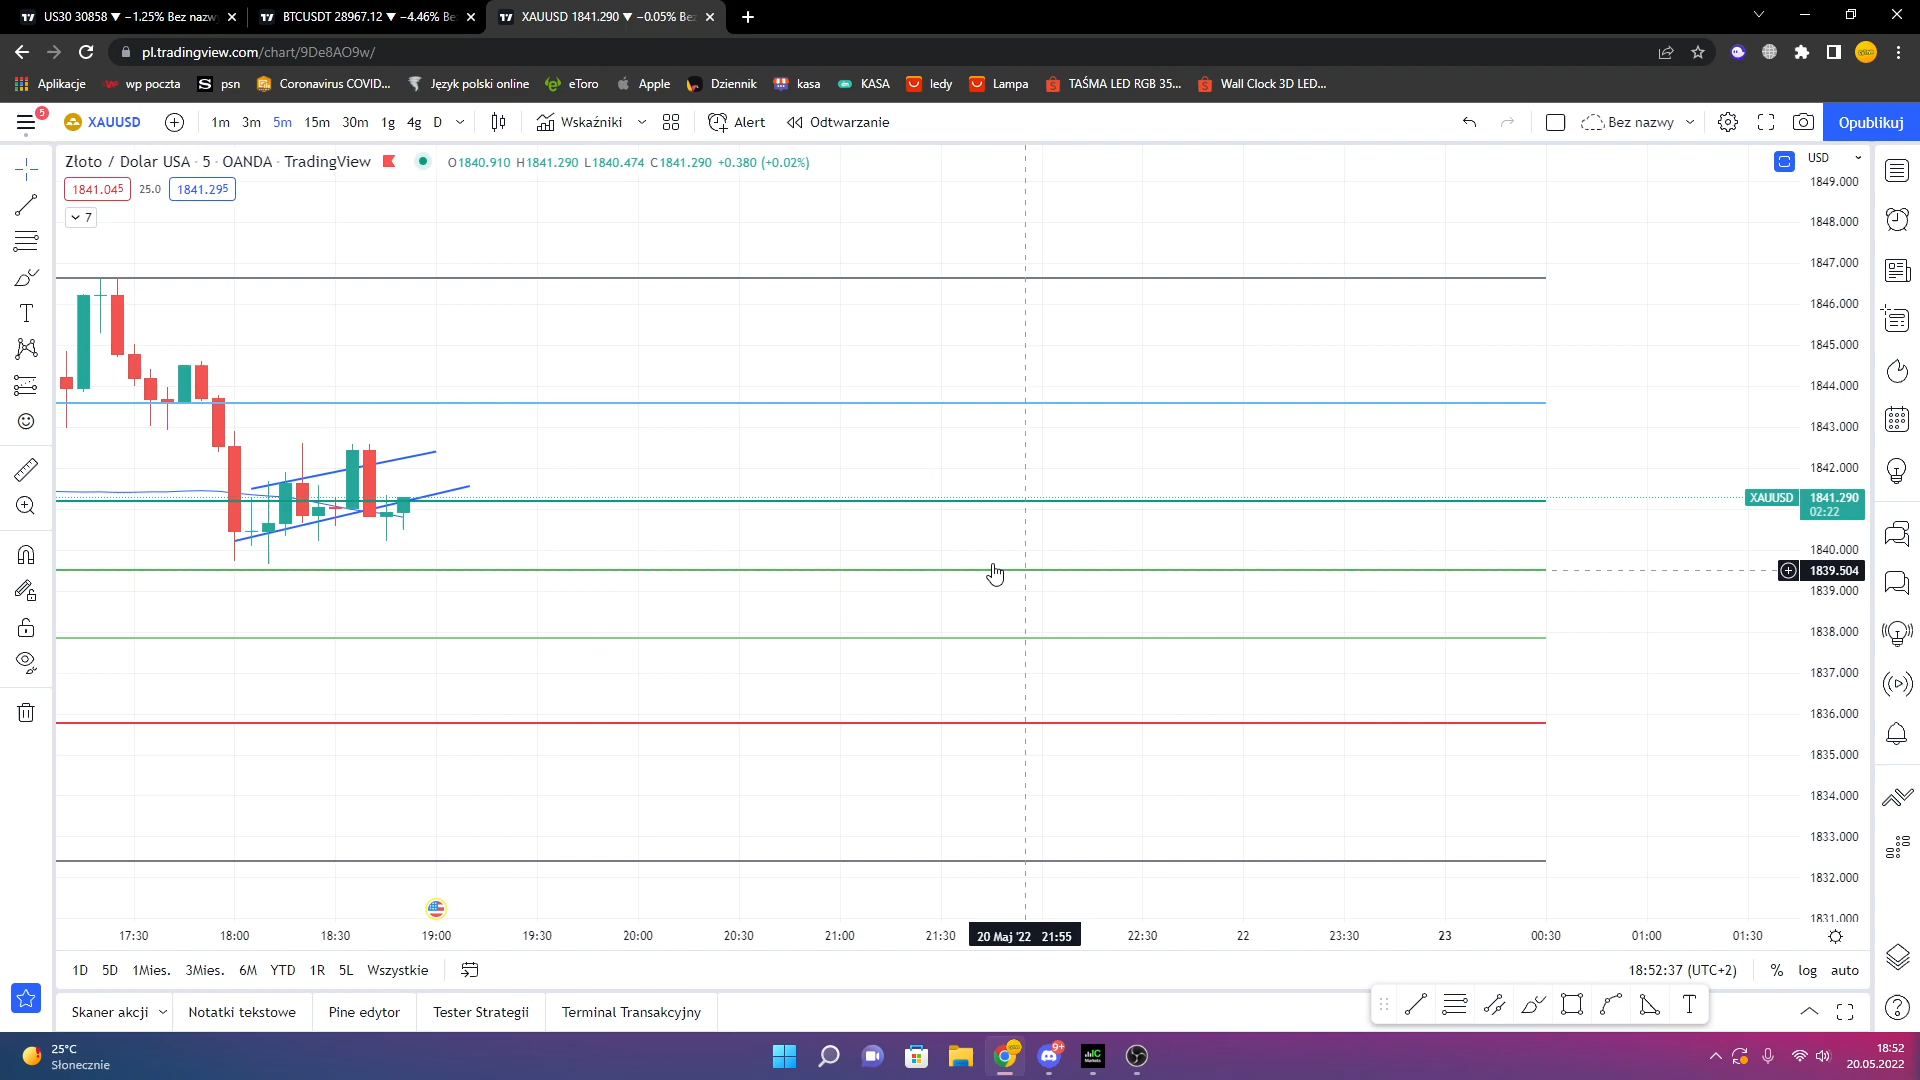 US30 30858 ▼ −1.25% Bez nazw
BTCUSDT 28967.12 ▼ −4.46% Be
XAUUSD 1841.290 ▼ −0.05% Be
pl.tradingview.com/chart/9De8AO9w/
Aplikacje
wp poczta
psn
Coronavirus COVID...
Język polski online
eToro
Apple
Dziennik
kasa
KASA
ledy
Lampa
TAŚMA LED RGB 35...
Wall Clock 3D LED...
5
XAUUSD
1m 3m 5m 15m 30m 1g 4g D
Wskaźniki
Alert
Odtwarzanie
Bez nazwy
Opublikuj
Złoto / Dolar USA · 5 · OANDA · TradingView
O1840.910 H1841.290 L1840.474 C1841.290 +0.380 (+0.02%)
USD
1841.045 25.0 1841.295
7
1849.000
1848.000
1847.000
1846.000
1845.000
1844.000
1843.000
1842.000
XAUUSD 1841.290
02:22
1840.000
1839.504
1839.000
1838.000
1837.000
1836.000
1835.000
1834.000
1833.000
1832.000
1831.000
17:30 18:00 18:30 19:00 19:30 20:00 20:30 21:00 21:30 20 Maj '22 21:55 22:30 22 23:30 23 00:30 01:00 01:30
1D 5D 1Mies. 3Mies. 6M YTD 1R 5L Wszystkie
18:52:37 (UTC+2) % log auto
Skaner akcji
Notatki tekstowe
Pine edytor
Tester Strategii
Terminal Transakcyjny
25°C
Słonecznie
9+
18:52
20.05.2022